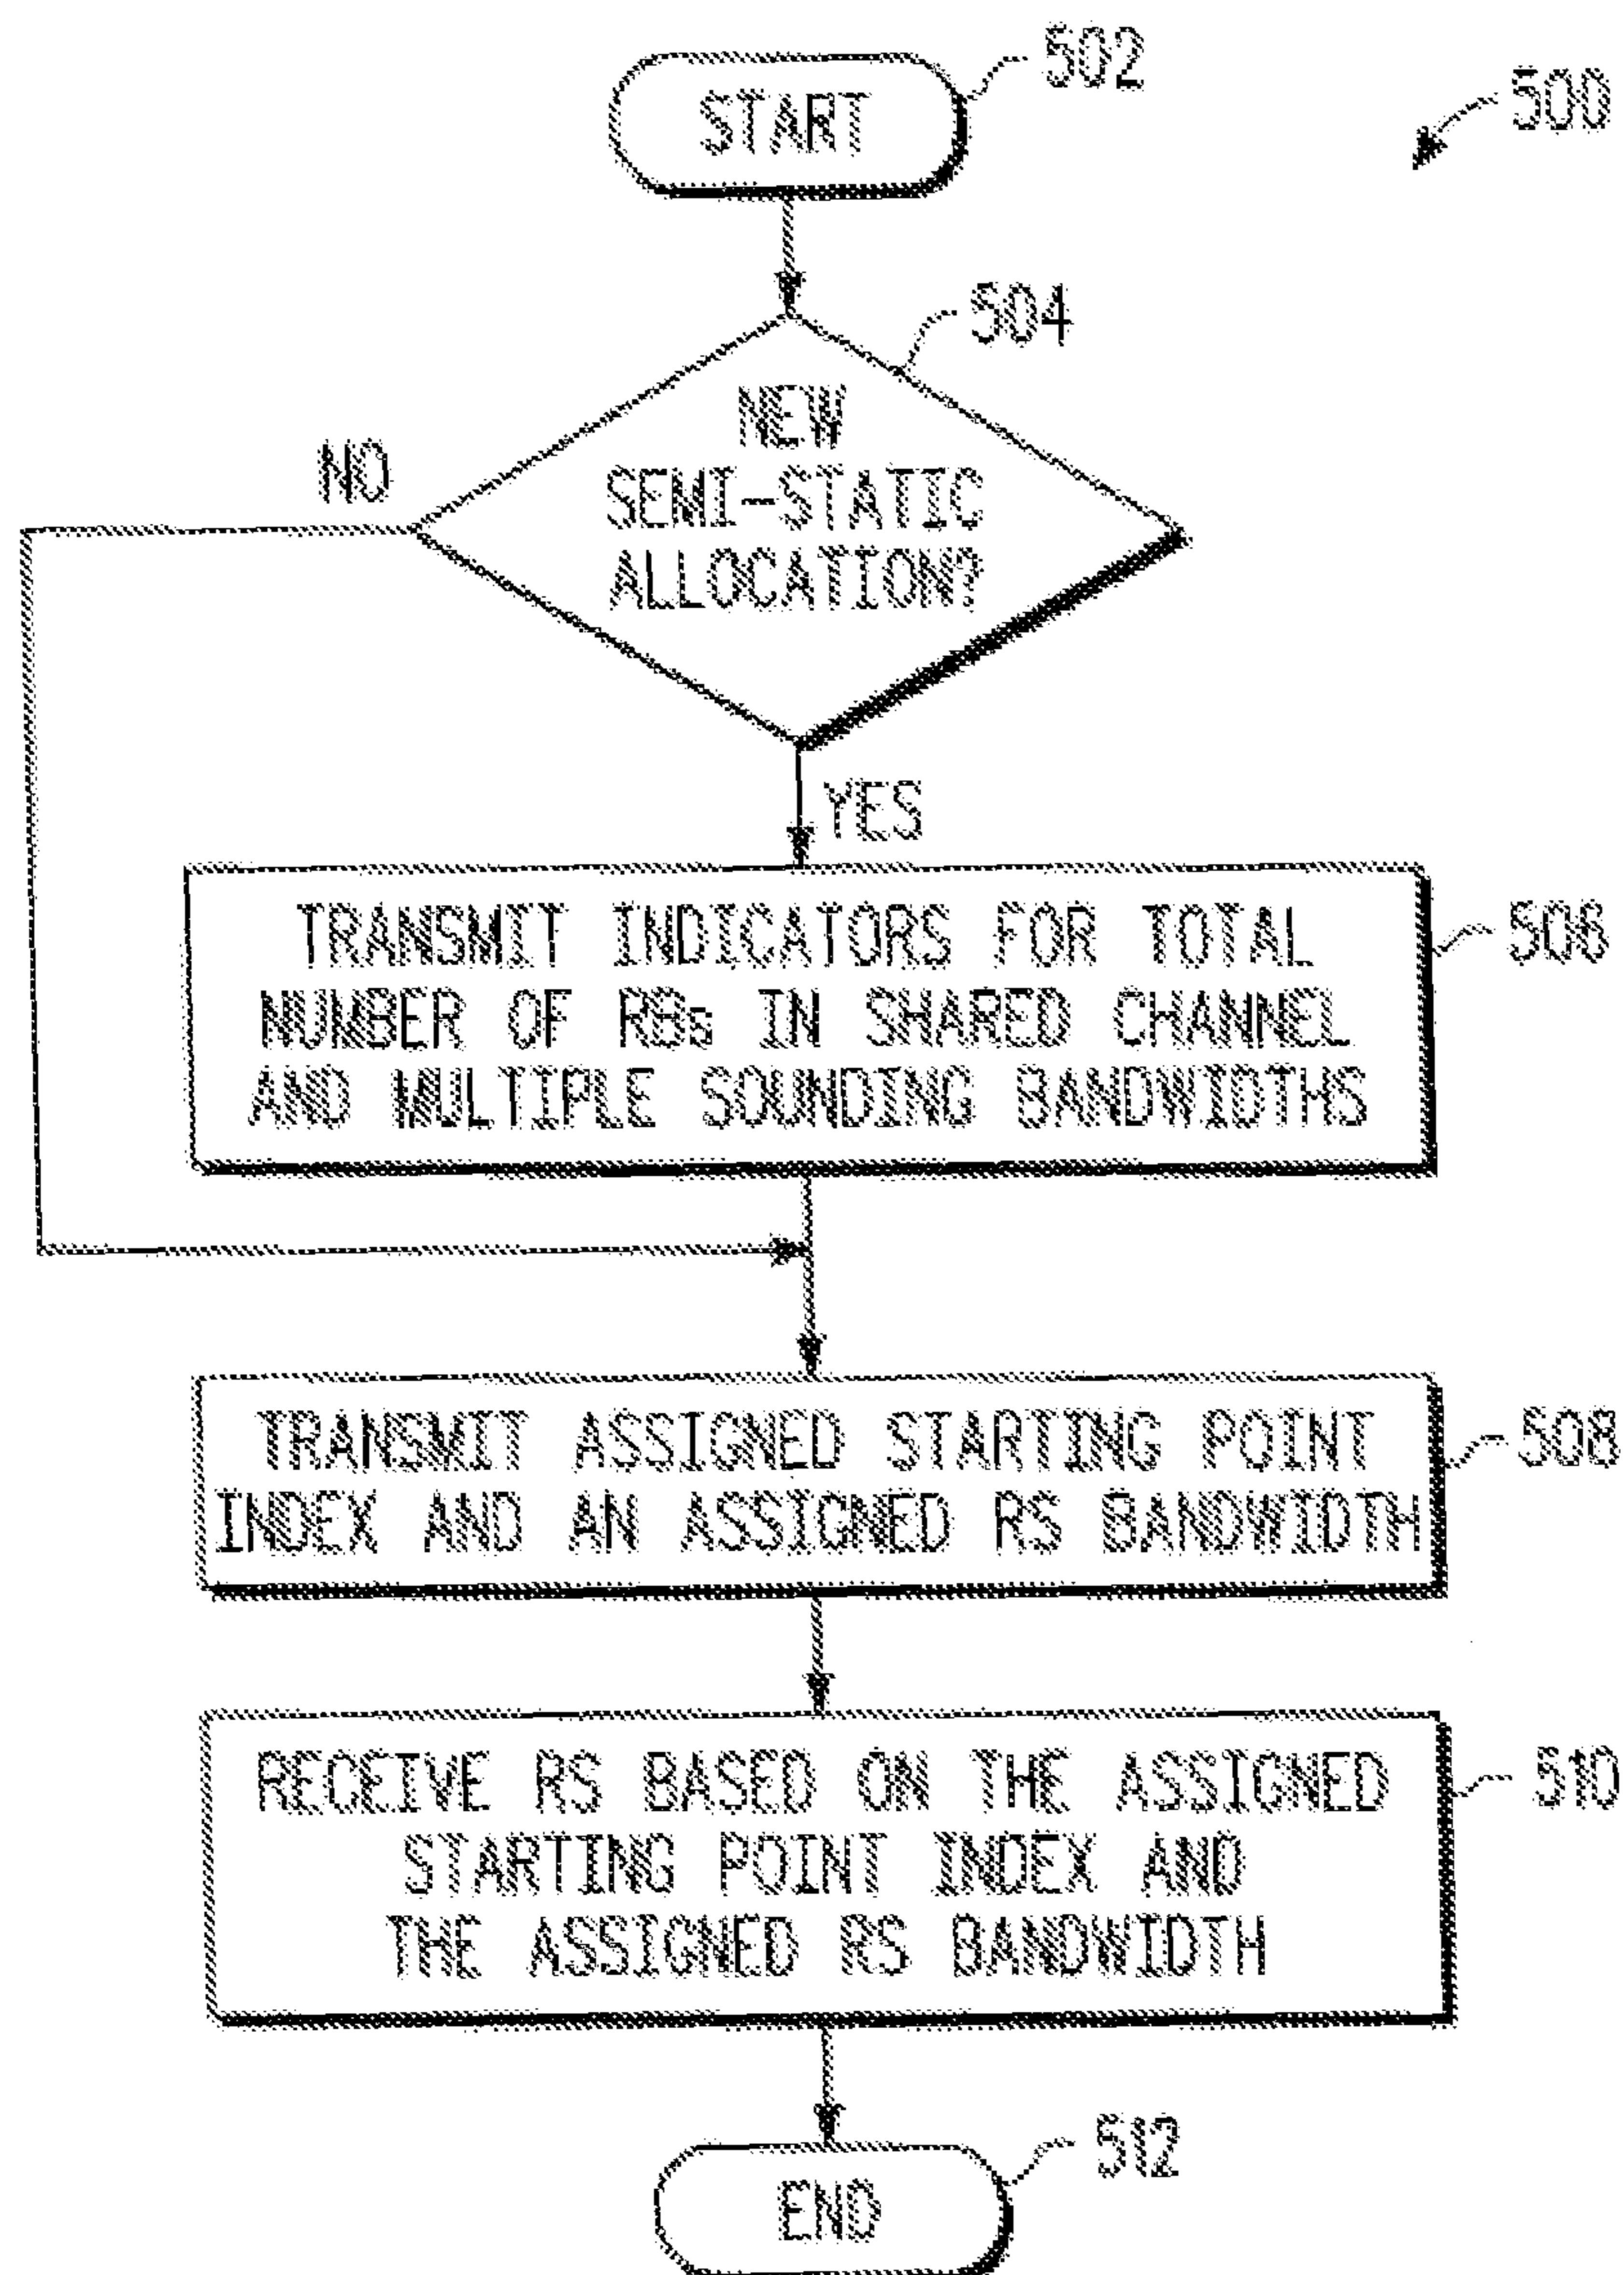 502
START
500
504
NEW
SEMI-STATIC
ALLOCATION?
NO
YES
TRANSMIT INDICATORS FOR TOTAL
NUMBER OF RBs IN SHARED CHANNEL
AND MULTIPLE SOUNDING BANDWIDTHS
506
TRANSMIT ASSIGNED STARTING POINT
INDEX AND AN ASSIGNED RS BANDWIDTH
508
RECEIVE RS BASED ON THE ASSIGNED
STARTING POINT INDEX AND
THE ASSIGNED RS BANDWIDTH
510
512
END